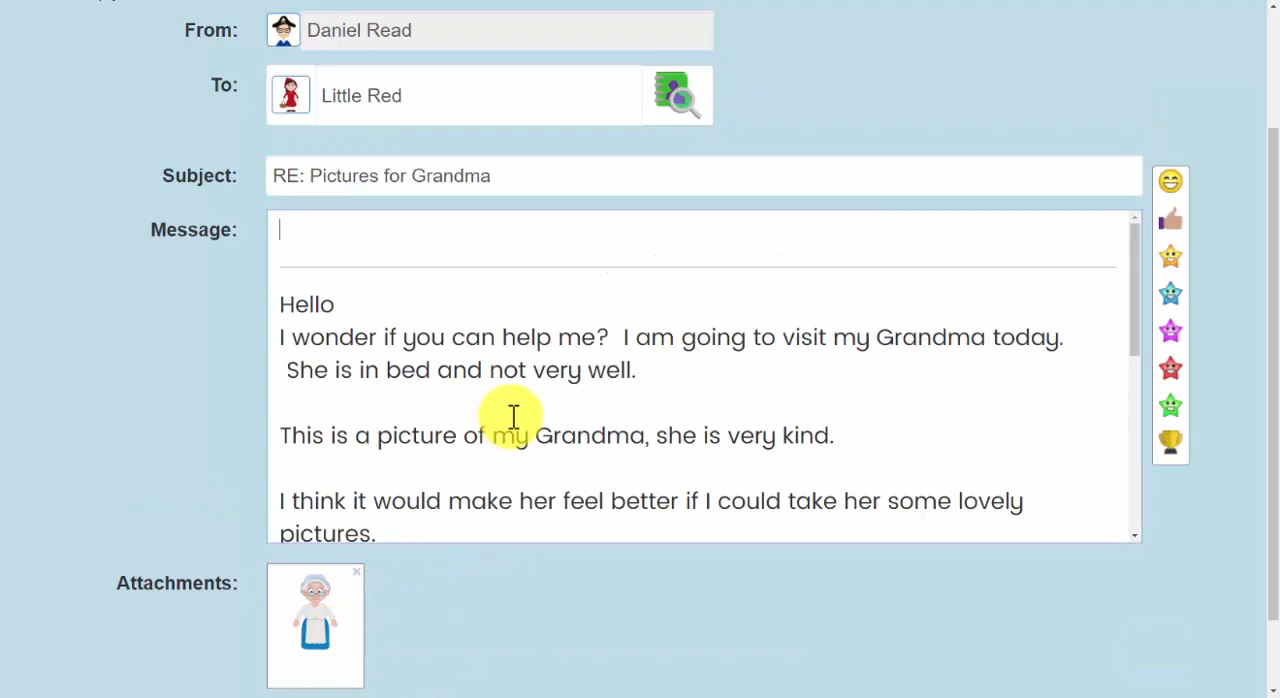 From: Daniel Read
To: Little Red
Subject: RE: Pictures for Grandma
Message:
Hello
I wonder if you can help me?  I am going to visit my Grandma today.
She is in bed and not very well.
This is a picture of my Grandma, she is very kind.
I think it would make her feel better if I could take her some lovely
pictures.
Attachments: